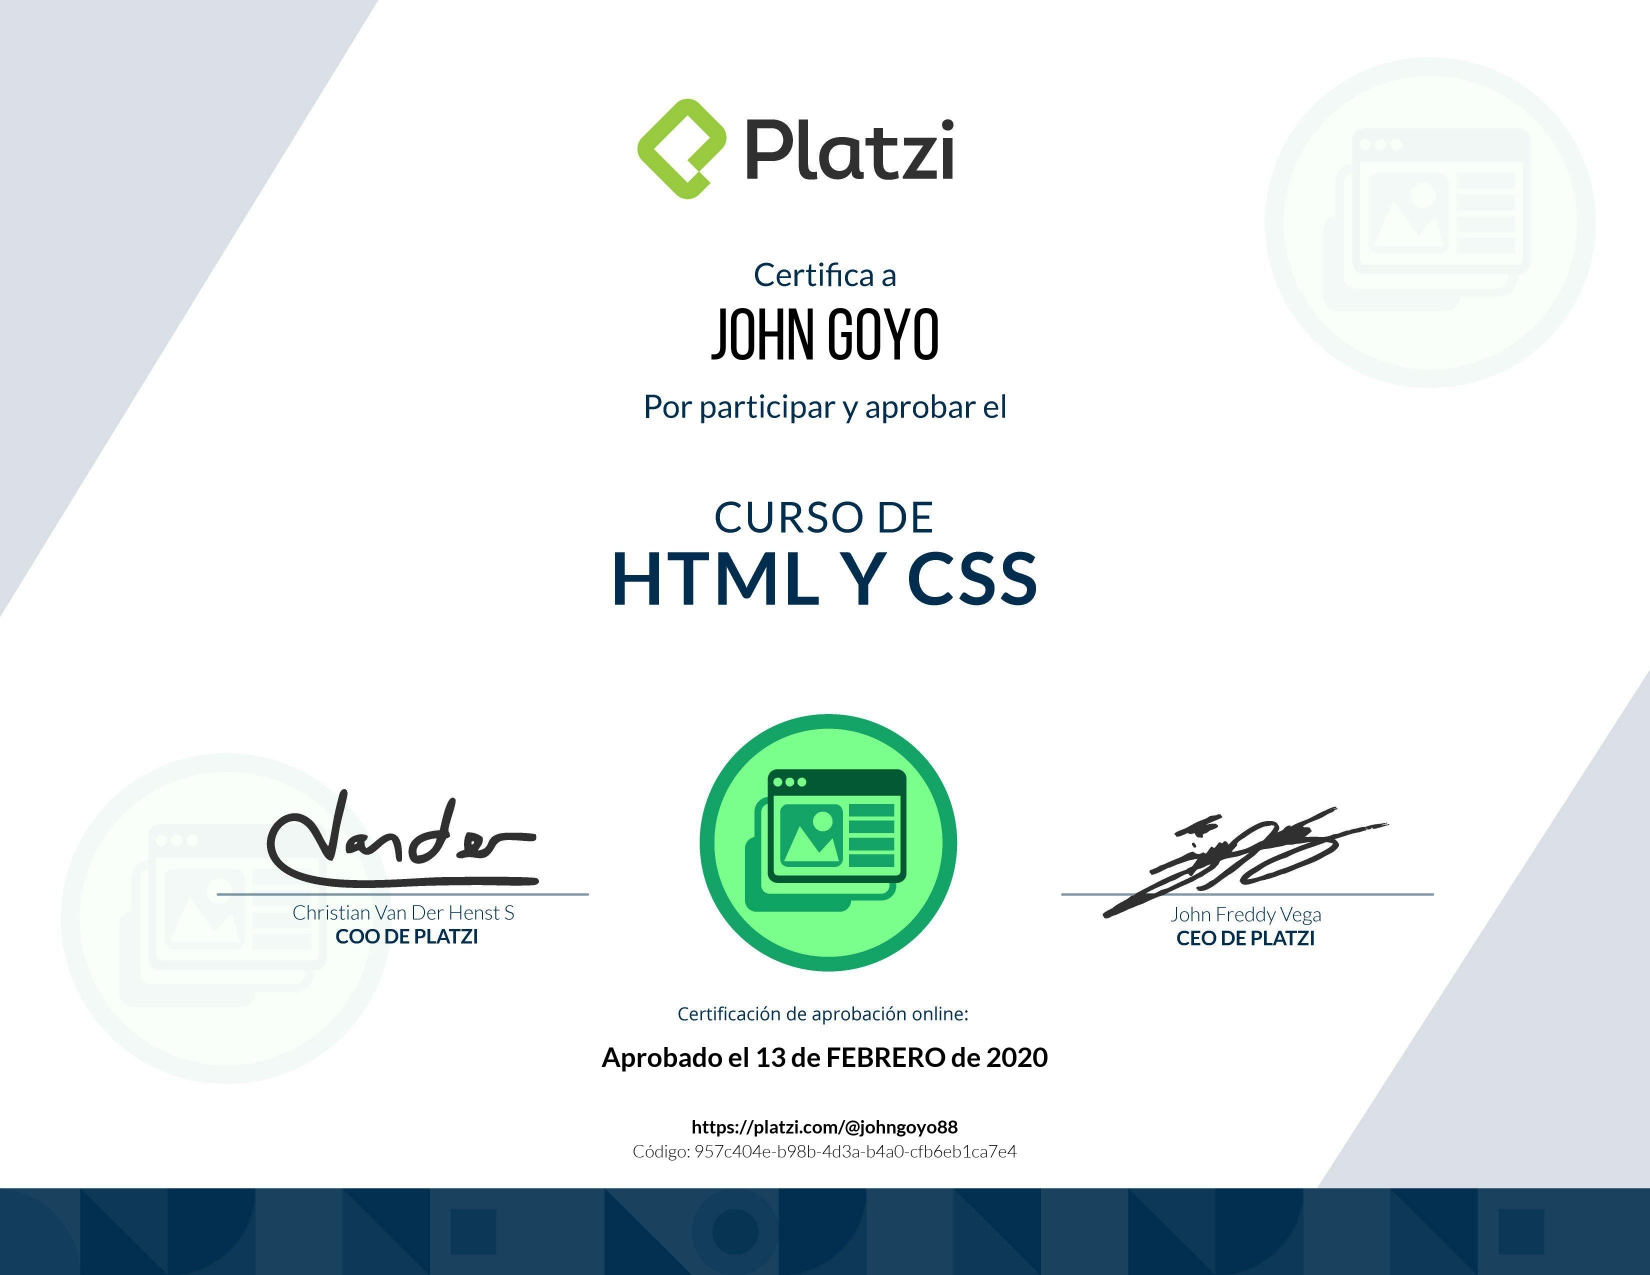 Platzi
Certifica a
JOHN GOYO
Por participar y aprobar el
CURSO DE
HTML Y CSS
Vander
Christian Van Der Henst S
COO DE PLATZI
John Freddy Vega
CEO DE PLATZI
Certificación de aprobación online:
Aprobado el 13 de FEBRERO de 2020
https://platzi.com/@johngoyo88
Código: 957c404e-b98b-4d3a-b4a0-cfb6eb1ca7e4